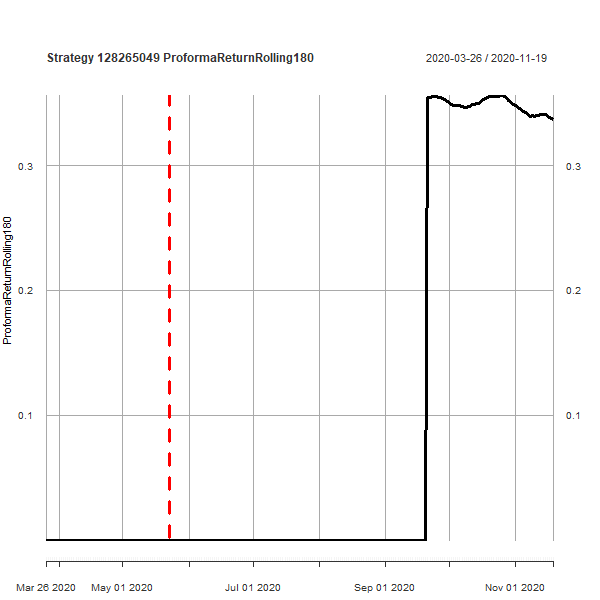 Strategy 128265049 ProformaReturnRolling180
2020-03-26 / 2020-11-19
ProformaReturnRolling180
0.3
0.3
0.2
0.2
0.1
0.1
Mar 26 2020
May 01 2020
Jul 01 2020
Sep 01 2020
Nov 01 2020